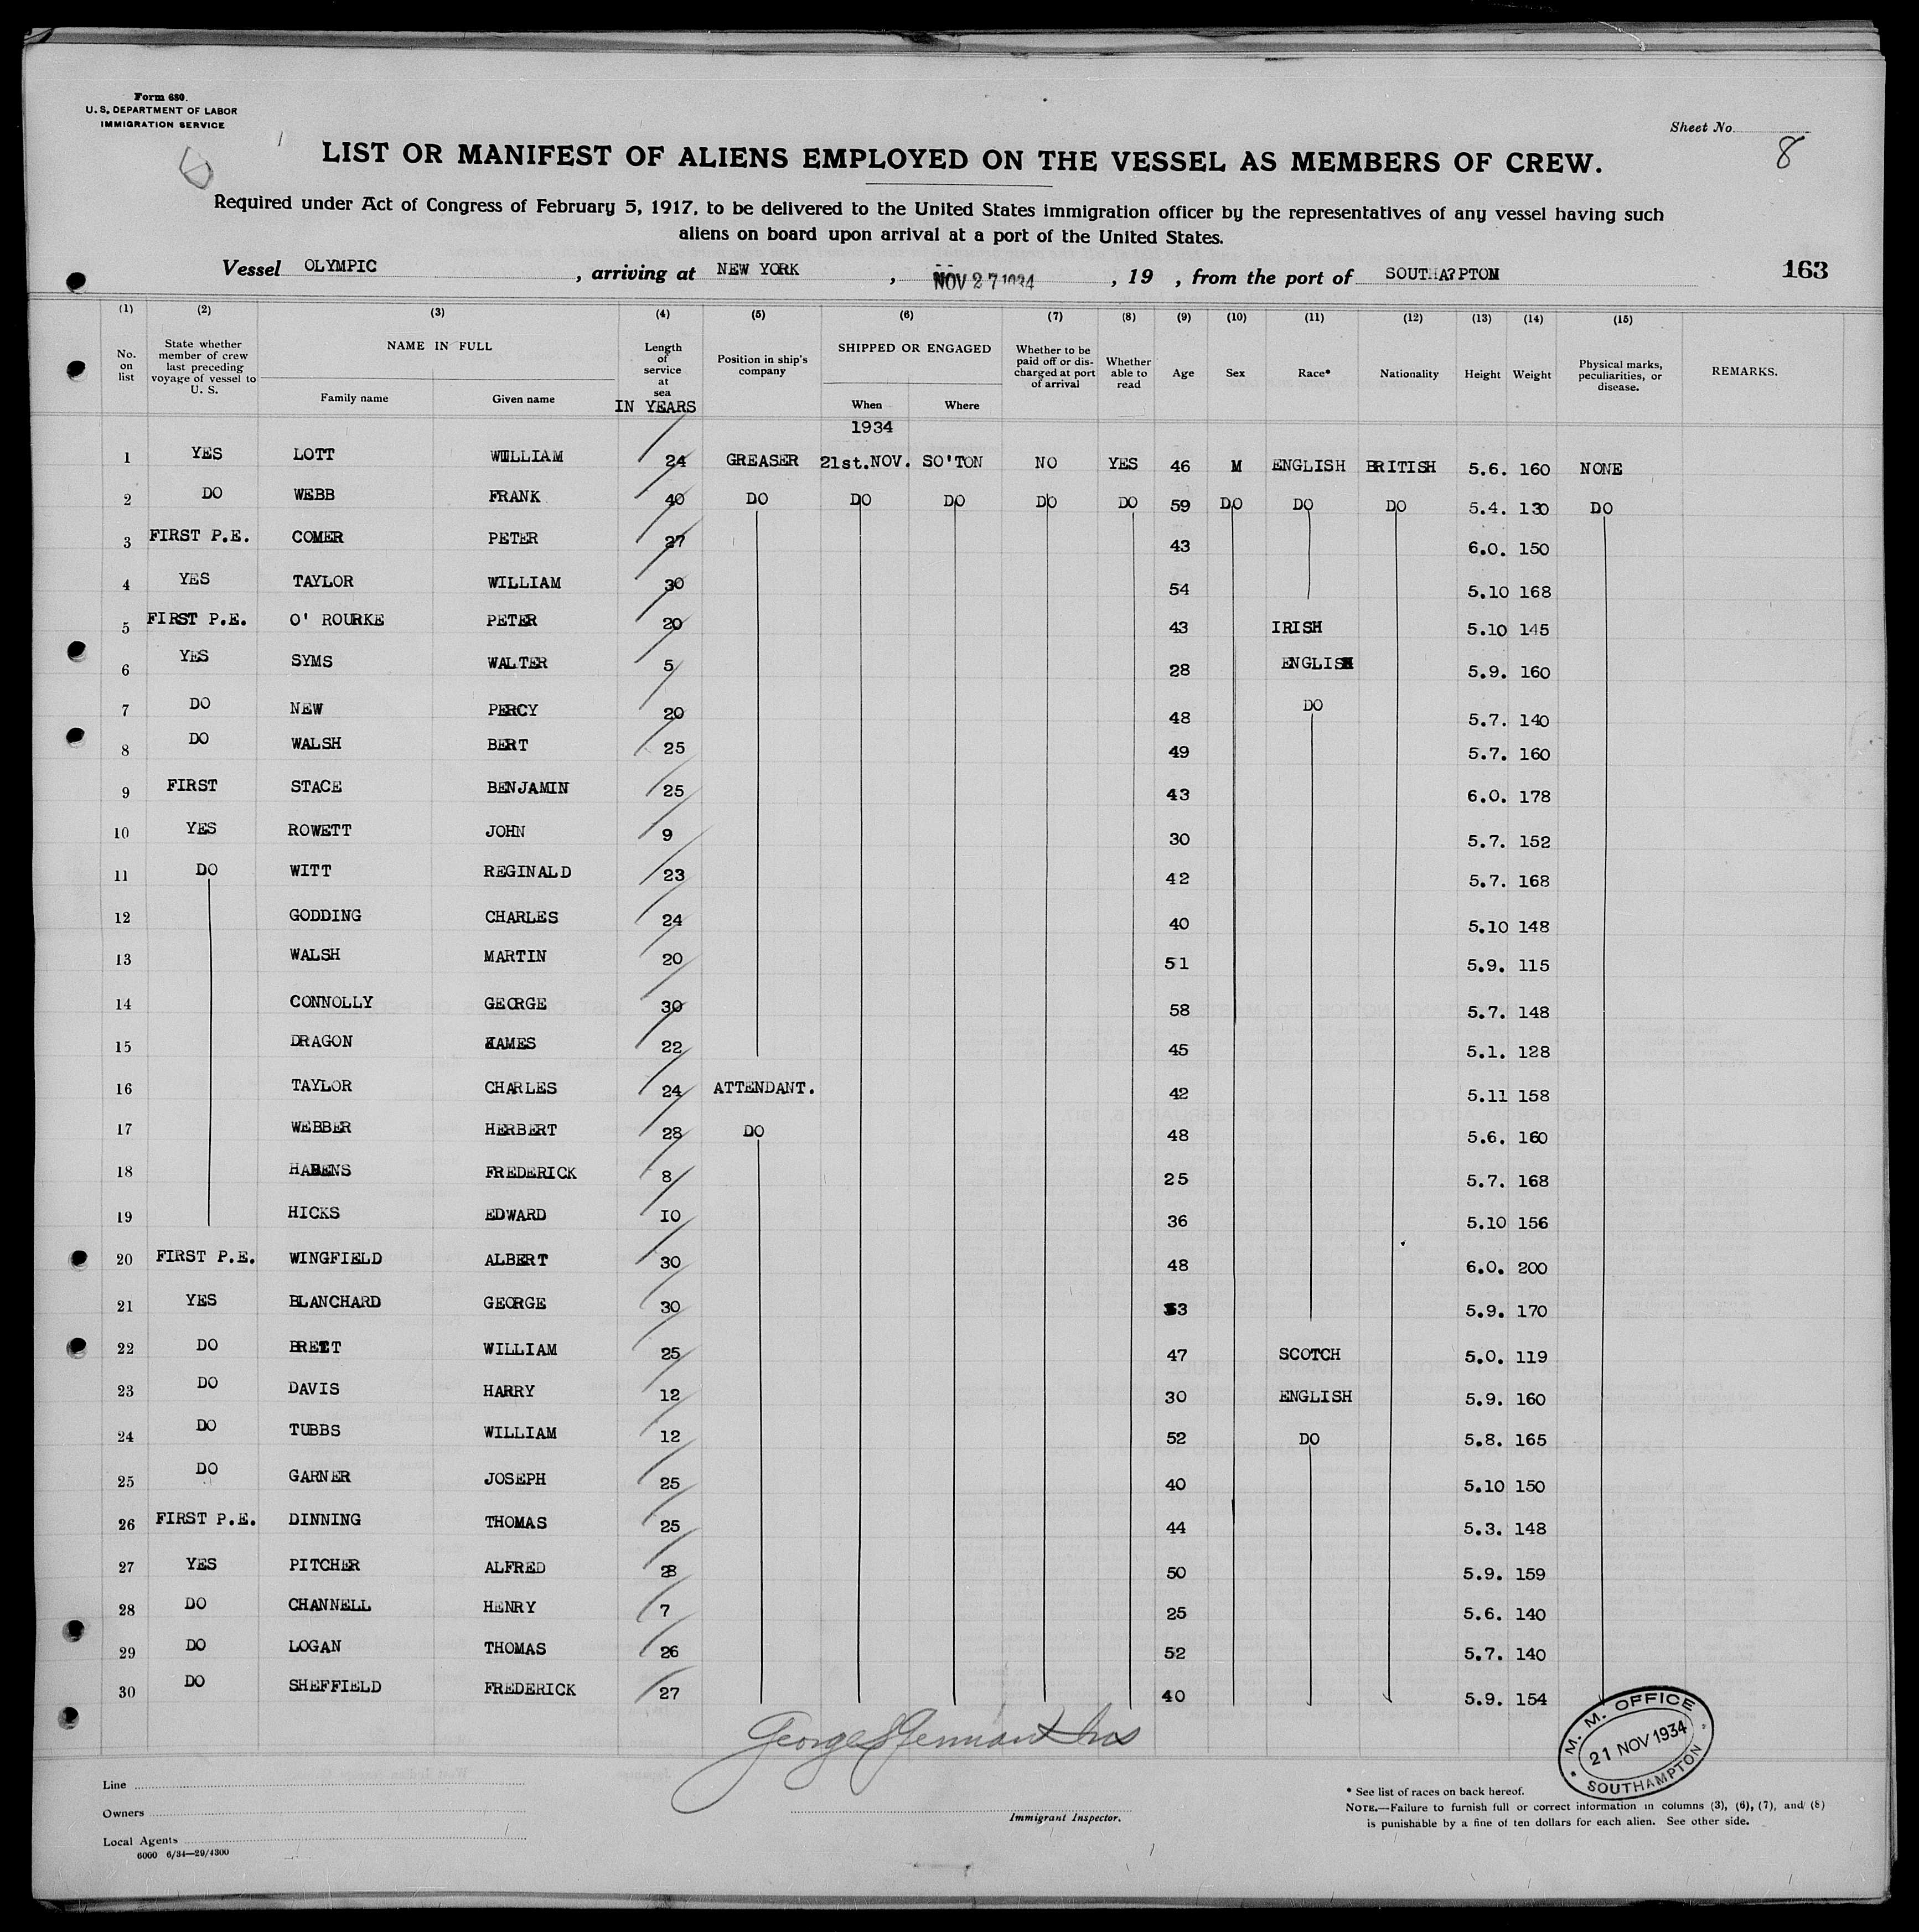 Form 680.
U. S. DEPARTMENT OF LABOR
IMMIGRATION SERVICE
Sheet No.
8
LIST OR MANIFEST OF ALIENS EMPLOYED ON THE VESSEL AS MEMBERS OF CREW.
Required under Act of Congress of February 5, 1917, to be delivered to the United States immigration officer by the representatives of any vessel having such
aliens on board upon arrival at a port of the United States.
Vessel OLYMPIC , arriving at NEW YORK , NOV 27 1934 , 19 , from the port of SOUTHA?PTON 163
(1) (2) (3) (4) (5) (6) (7) (8) (9) (10) (11) (12) (13) (14) (15)
No. on list
State whether member of crew last preceding voyage of vessel to U. S.
NAME IN FULL
Family name Given name
Length of service at sea
IN YEARS
Position in ship's company
SHIPPED OR ENGAGED
When Where
Whether to be paid off or discharged at port of arrival
Whether able to read
Age Sex Race* Nationality Height Weight
Physical marks, peculiarities, or disease.
REMARKS.
1934
1 YES LOTT WILLIAM 24 GREASER 21st.NOV. SO'TON NO YES 46 M ENGLISH BRITISH 5.6. 160 NONE
2 DO WEBB FRANK 40 DO DO DO DO DO 59 DO DO DO 5.4. 130 DO
3 FIRST P.E. COMER PETER 27 43 6.0. 150
4 YES TAYLOR WILLIAM 30 54 5.10 168
5 FIRST P.E. O' ROURKE PETER 20 43 IRISH 5.10 145
6 YES SYMS WALTER 5 28 ENGLISH 5.9. 160
7 DO NEW PERCY 20 48 DO 5.7. 140
8 DO WALSH BERT 25 49 5.7. 160
9 FIRST STACE BENJAMIN 25 43 6.0. 178
10 YES ROWETT JOHN 9 30 5.7. 152
11 DO WITT REGINALD 23 42 5.7. 168
12 GODDING CHARLES 24 40 5.10 148
13 WALSH MARTIN 20 51 5.9. 115
14 CONNOLLY GEORGE 30 58 5.7. 148
15 DRAGON JAMES 22 45 5.1. 128
16 TAYLOR CHARLES 24 ATTENDANT. 42 5.11 158
17 WEBBER HERBERT 28 DO 48 5.6. 160
18 FREDERICK 8 25 5.7. 168
19 HICKS EDWARD 10 36 5.10 156
20 FIRST P.E. WINGFIELD ALBERT 30 48 6.0. 200
21 YES BLANCHARD GEORGE 30 53 5.9. 170
22 DO BRETT WILLIAM 25 47 SCOTCH 5.0. 119
23 DO DAVIS HARRY 12 30 ENGLISH 5.9. 160
24 DO TUBBS WILLIAM 12 52 DO 5.8. 165
25 DO GARNER JOSEPH 25 40 5.10 150
26 FIRST P.E. DINNING THOMAS 25 44 5.3. 148
27 YES PITCHER ALFRED 28 50 5.9. 159
28 DO CHANNELL HENRY 7 25 5.6. 140
29 DO LOGAN THOMAS 26 52 5.7. 140
30 DO SHEFFIELD FREDERICK 27 40 5.9. 154
M. M. OFFICE
21 NOV 1934
SOUTHAMPTON
George
Immigrant Inspector.
Line
Owners
Local Agents
6000 6/34—29/4300
* See list of races on back hereof.
NOTE.—Failure to furnish full or correct information in columns (3), (6), (7), and (8)
is punishable by a fine of ten dollars for each alien. See other side.